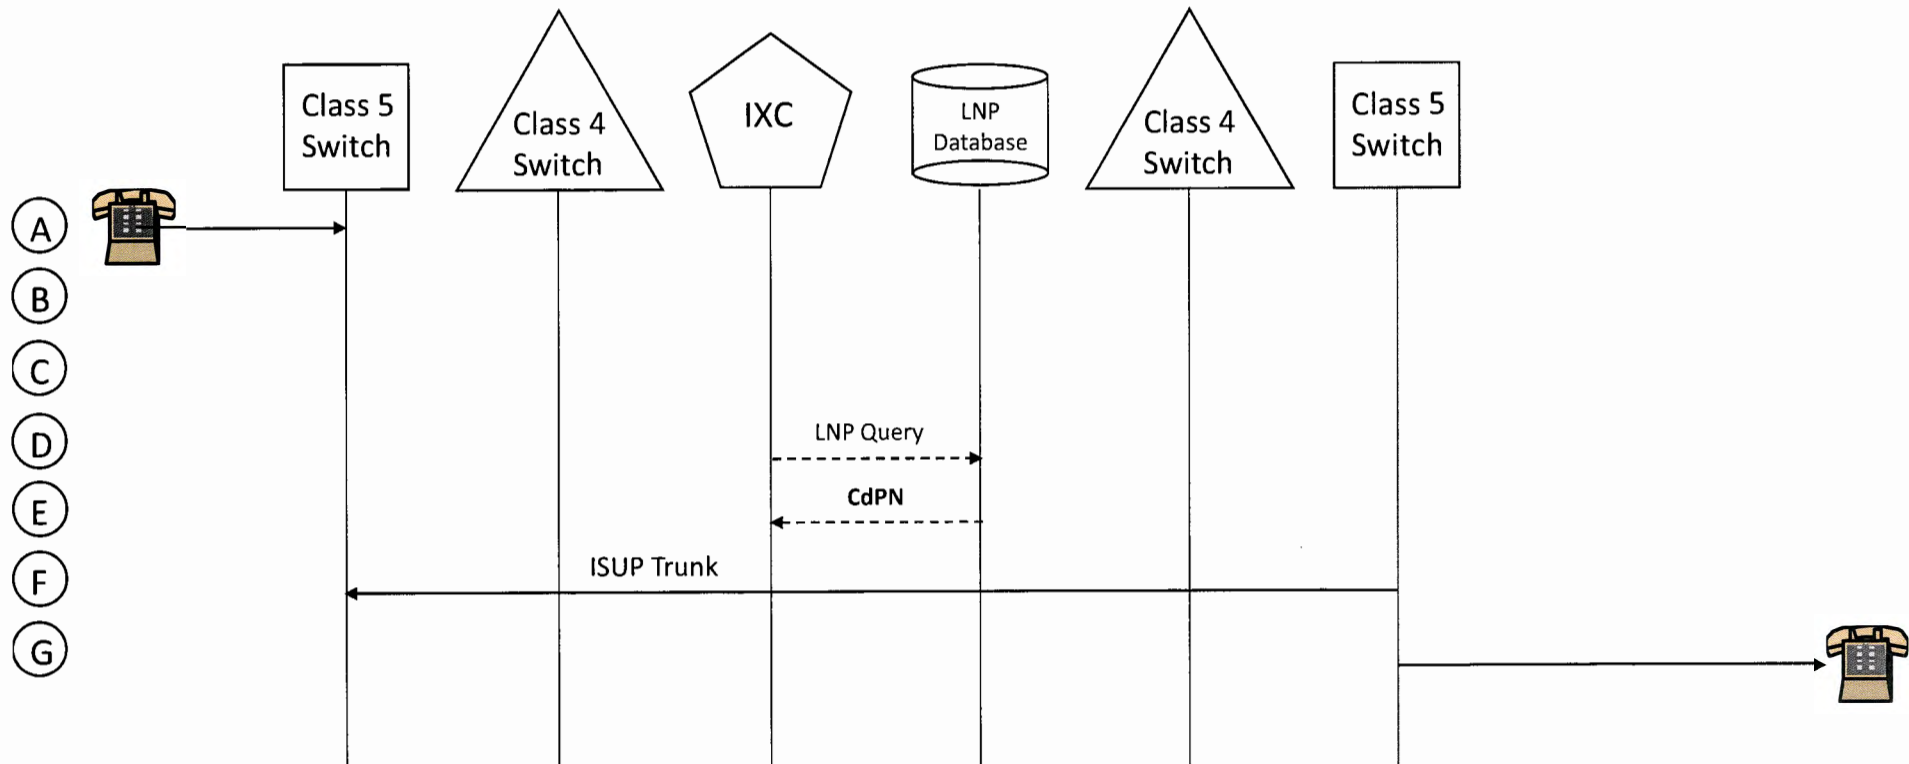 Class 5
Switch
Class 4
Switch
IXC
LNP
Database
Class 4
Switch
Class 5
Switch
A
B
C
D
LNP Query
E
CdPN
F
ISUP Trunk
G